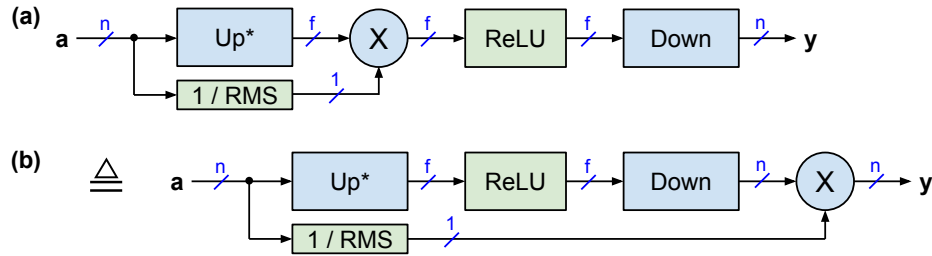 (a)
a n Up* f X f ReLU f Down n y
1 / RMS 1
(b)
≜ a n Up* f ReLU f Down n X n y
1 / RMS 1